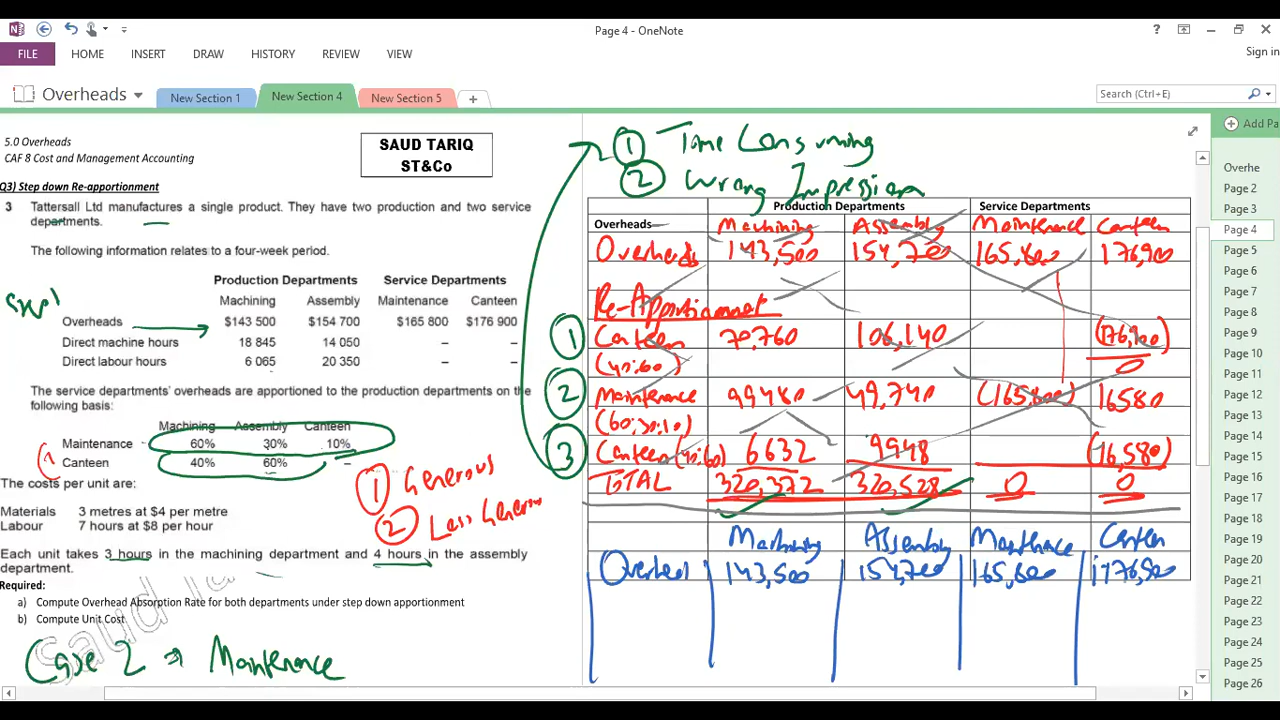 Page 4 - OneNote
?
Sign in
FILE HOME INSERT DRAW HISTORY REVIEW VIEW
Overheads
New Section 1
New Section 4
New Section 5
Search (Ctrl+E)
5.0 Overheads
CAF 8 Cost and Management Accounting
SAUD TARIQ
ST&Co
Q3) Step down Re-apportionment
3 Tattersall Ltd manufactures a single product. They have two production and two service
departments.
The following information relates to a four-week period.
Production Departments Service Departments
Machining Assembly Maintenance Canteen
Overheads $143 500 $154 700 $165 800 $176 900
Direct machine hours 18 845 14 050 – –
Direct labour hours 6 065 20 350 – –
The service departments' overheads are apportioned to the production departments on the
following basis:
Machining Assembly Canteen
Maintenance 60% 30% 10%
Canteen 40% 60% –
The costs per unit are:
Materials 3 metres at $4 per metre
Labour 7 hours at $8 per hour
① Generous
② Less Generous
Each unit takes 3 hours in the machining department and 4 hours in the assembly
department.
Required:
a) Compute Overhead Absorption Rate for both departments under step down apportionment
b) Compute Unit Cost
Case 2 ⇒ Maintenance
① Time Consuming
② Wrong Impression
Production Departments Service Departments
Overheads Machining Assembly Maintenance Canteen
Overheads 143,500 154,700 165,800 176,900
Re-Apportionment
① Canteen 70,760 106,140 (176,900)
(40:60) 0
② Maintenance 99480 49,740 (165,800) 16580
(60:30:10)
③ Canteen (40:60) 6632 9948 (16,580)
TOTAL 320,372 320,528 0 0
Machining Assembly Maintenance Canteen
Overhead 143,500 154,700 165,800 176,900
Add Pa
Overhe
Page 2
Page 3
Page 4
Page 5
Page 6
Page 7
Page 8
Page 9
Page 10
Page 11
Page 12
Page 13
Page 14
Page 15
Page 16
Page 17
Page 18
Page 19
Page 20
Page 21
Page 22
Page 23
Page 24
Page 25
Page 26